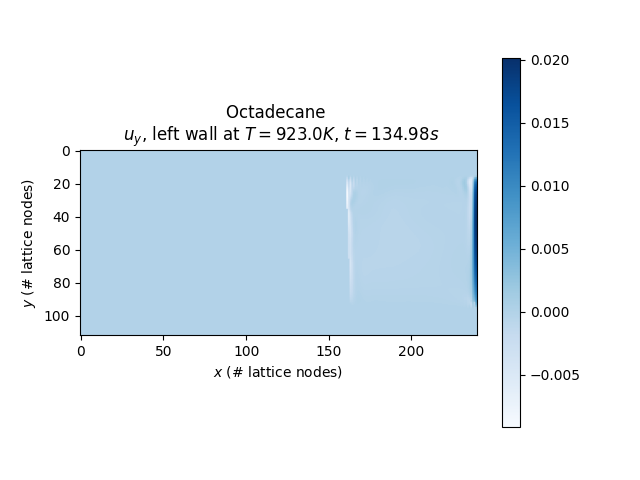 Octadecane
u_y, left wall at T = 923.0K, t = 134.98s
0
20
40
60
80
100
y (# lattice nodes)
0 50 100 150 200
x (# lattice nodes)
0.020
0.015
0.010
0.005
0.000
−0.005